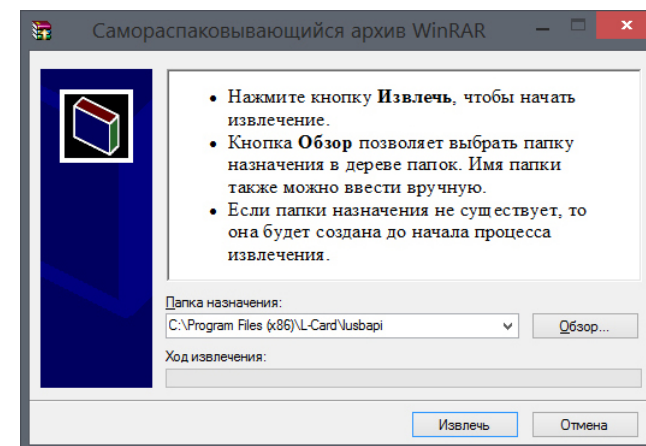 Самораспаковывающийся архив WinRAR
• Нажмите кнопку Извлечь, чтобы начать
извлечение.
• Кнопка Обзор позволяет выбрать папку
назначения в дереве папок. Имя папки
также можно ввести вручную.
• Если папки назначения не существует, то
она будет создана до начала процесса
извлечения.
Папка назначения:
C:\Program Files (x86)\L-Card\lusbapi
Обзор...
Ход извлечения:
Извлечь
Отмена